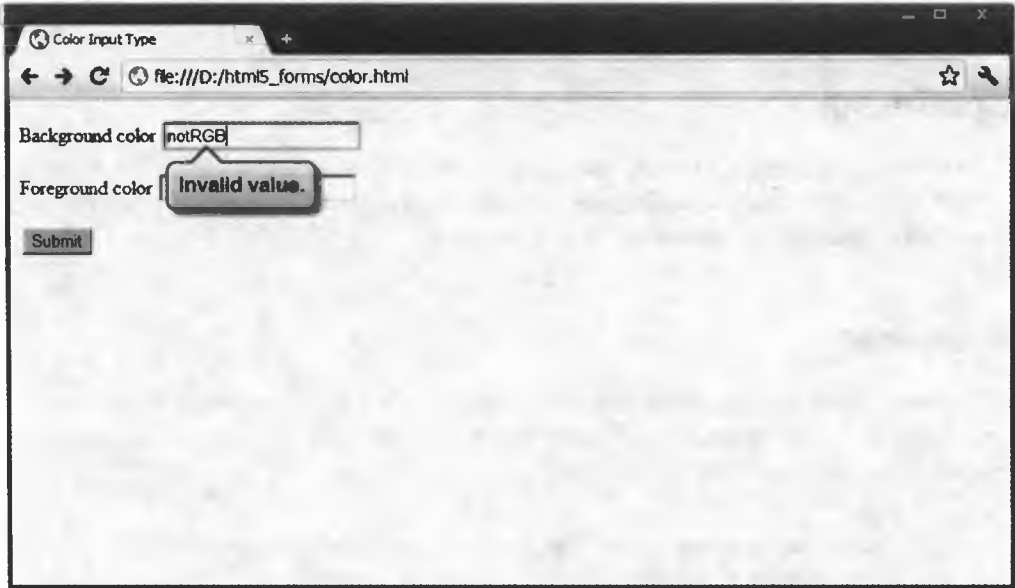 Color Input Type
file:///D:/html5_forms/color.html
Background color notRGB
Invalid value.
Foreground color
Submit